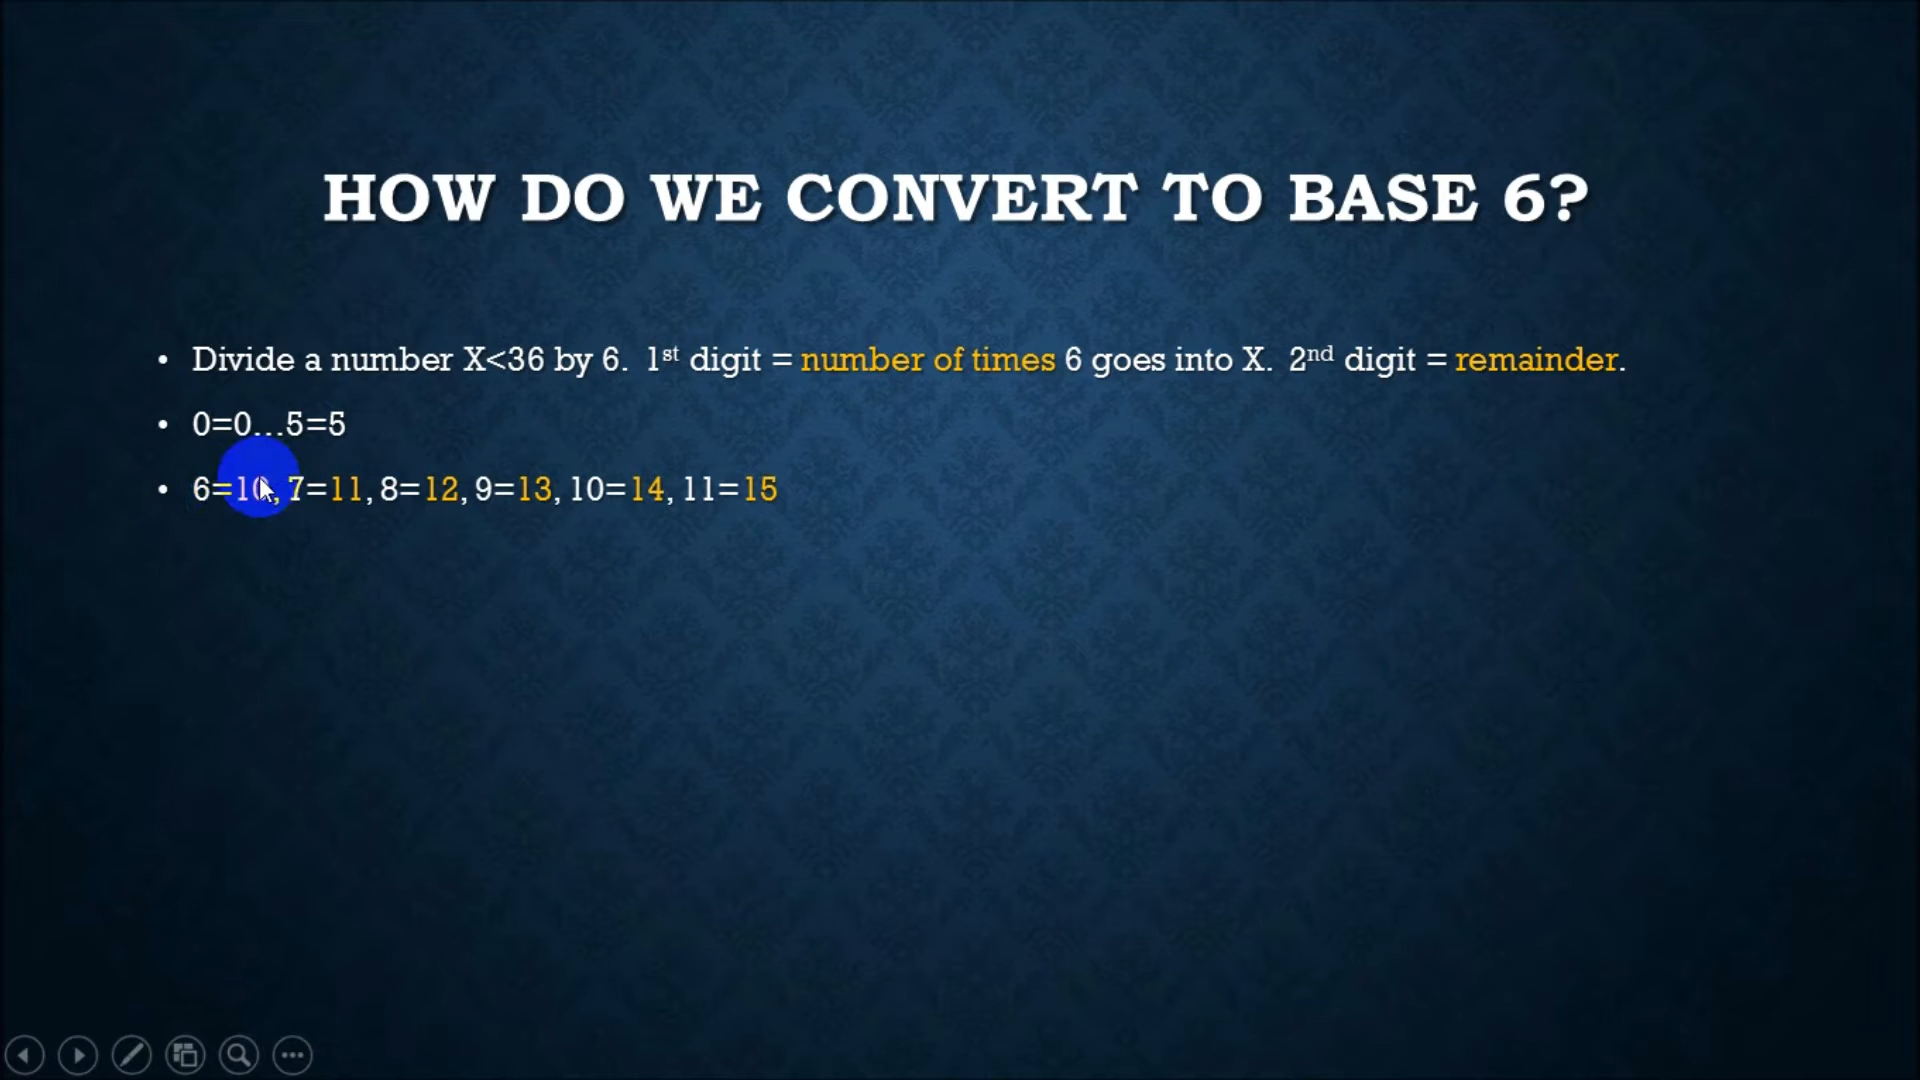 HOW DO WE CONVERT TO BASE 6?
• Divide a number X<36 by 6. 1st digit = number of times 6 goes into X. 2nd digit = remainder.
• 0=0...5=5
• 6=10, 7=11, 8=12, 9=13, 10=14, 11=15